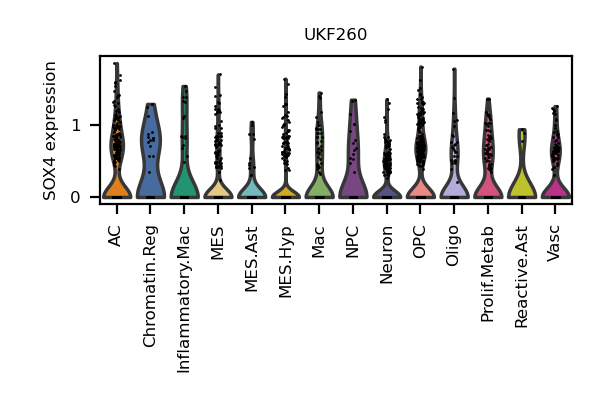 UKF260
SOX4 expression
1
0
AC
Chromatin.Reg
Inflammatory.Mac
MES
MES.Ast
MES.Hyp
Mac
NPC
Neuron
OPC
Oligo
Prolif.Metab
Reactive.Ast
Vasc